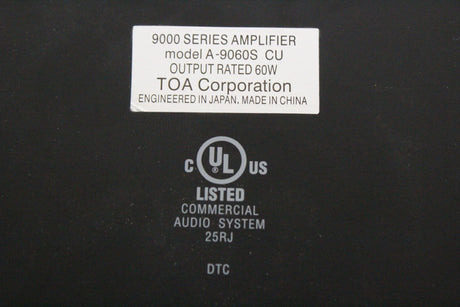 9000 SERIES AMPLIFIER
model A-9060S CU
OUTPUT RATED 60W
TOA Corporation
ENGINEERED IN JAPAN. MADE IN CHINA
C UL ® US
LISTED
COMMERCIAL
AUDIO SYSTEM
25RJ
DTC